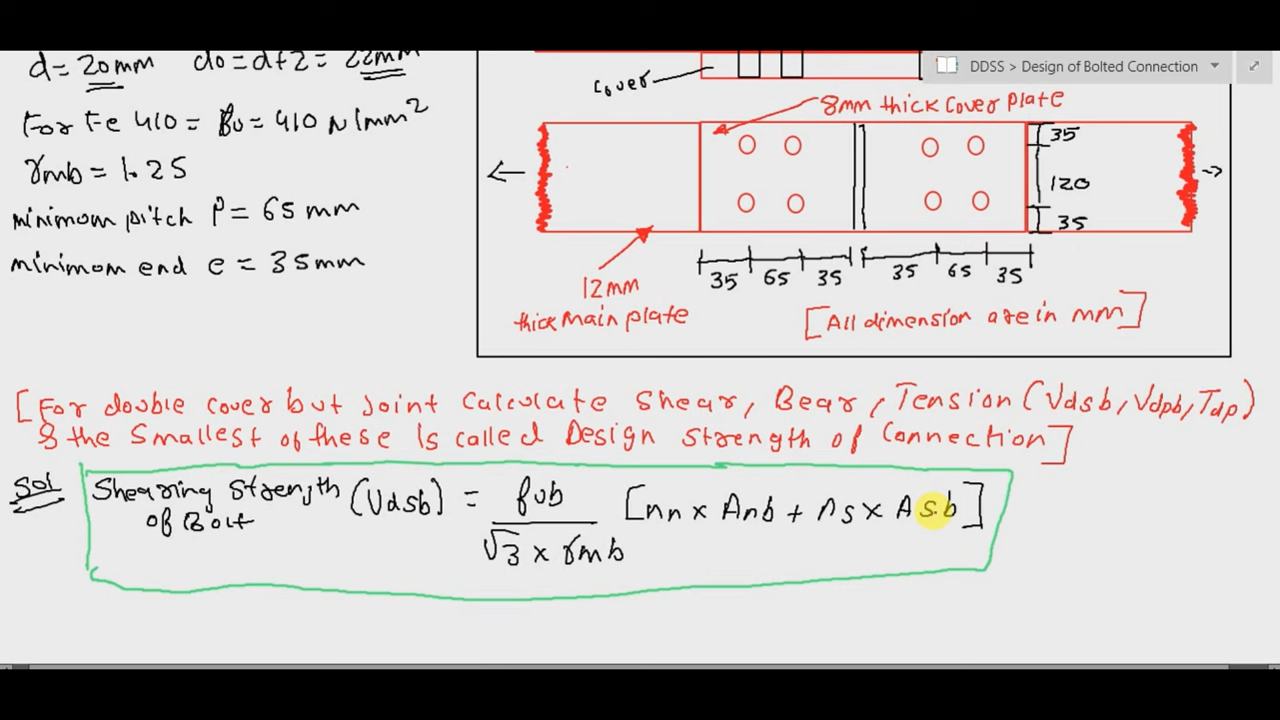 d = 20mm do = d+2 = 22mm
For Fe 410 = fu = 410 N/mm²
γmb = 1.25
minimum pitch P = 65 mm
minimum end e = 35mm
cover
DDSS > Design of Bolted Connection
8mm thick cover plate
35
120
35
35 65 35 35 65 35
12mm
thick main plate
[All dimension are in mm]
[For double cover but Joint Calculate Shear, Bear, Tension (Vdsb, Vdpb, Tdp)
& the Smallest of these is called Design strength of Connection]
Sol
Shearing Strength (Vdsb) = fub [nn × Anb + ns × Asb]
of Bolt
√3 × γmb